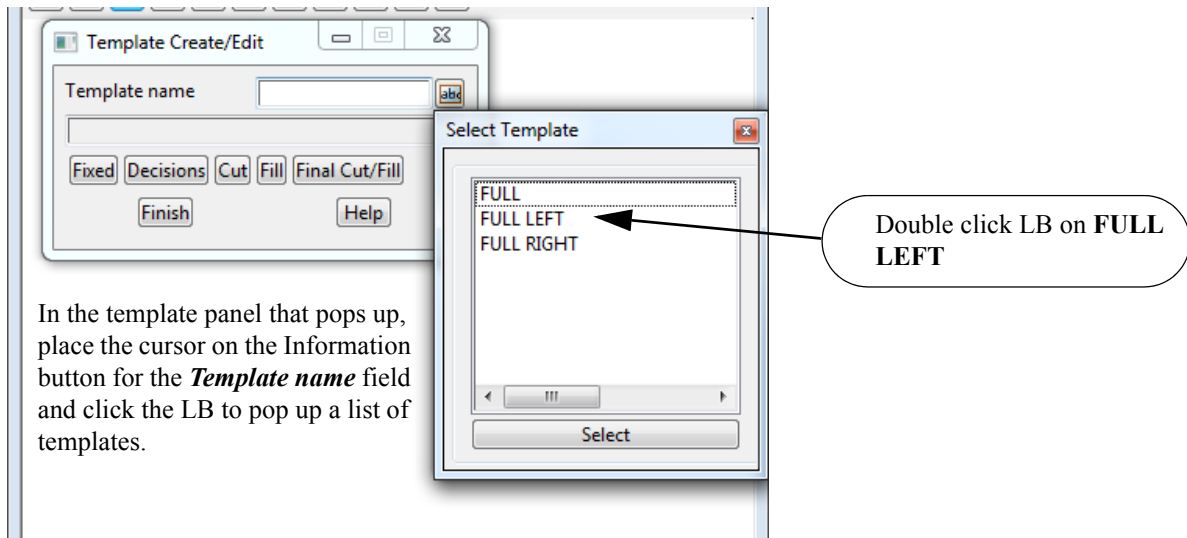 Template Create/Edit
Template name
abc
Fixed Decisions Cut Fill Final Cut/Fill
Finish Help
Select Template
FULL
FULL LEFT
FULL RIGHT
Select
Double click LB on FULL
LEFT
In the template panel that pops up,
place the cursor on the Information
button for the Template name field
and click the LB to pop up a list of
templates.